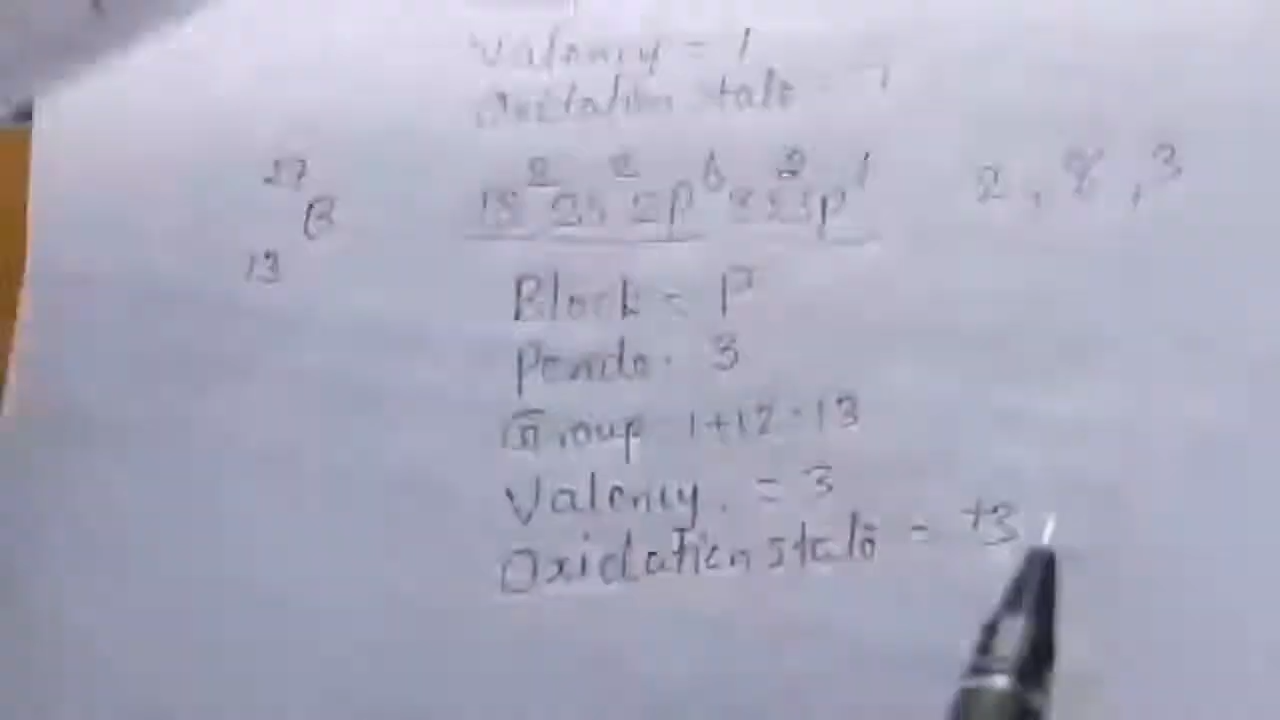 Valency = 1
Oxidation state = -1
27
B 1s² 2s² 2p⁶ 3s² 3p¹ 2, 8, 3
13
Block = P
Period. 3
Group 1+12 = 13
Valency. = 3
Oxidation state = +3